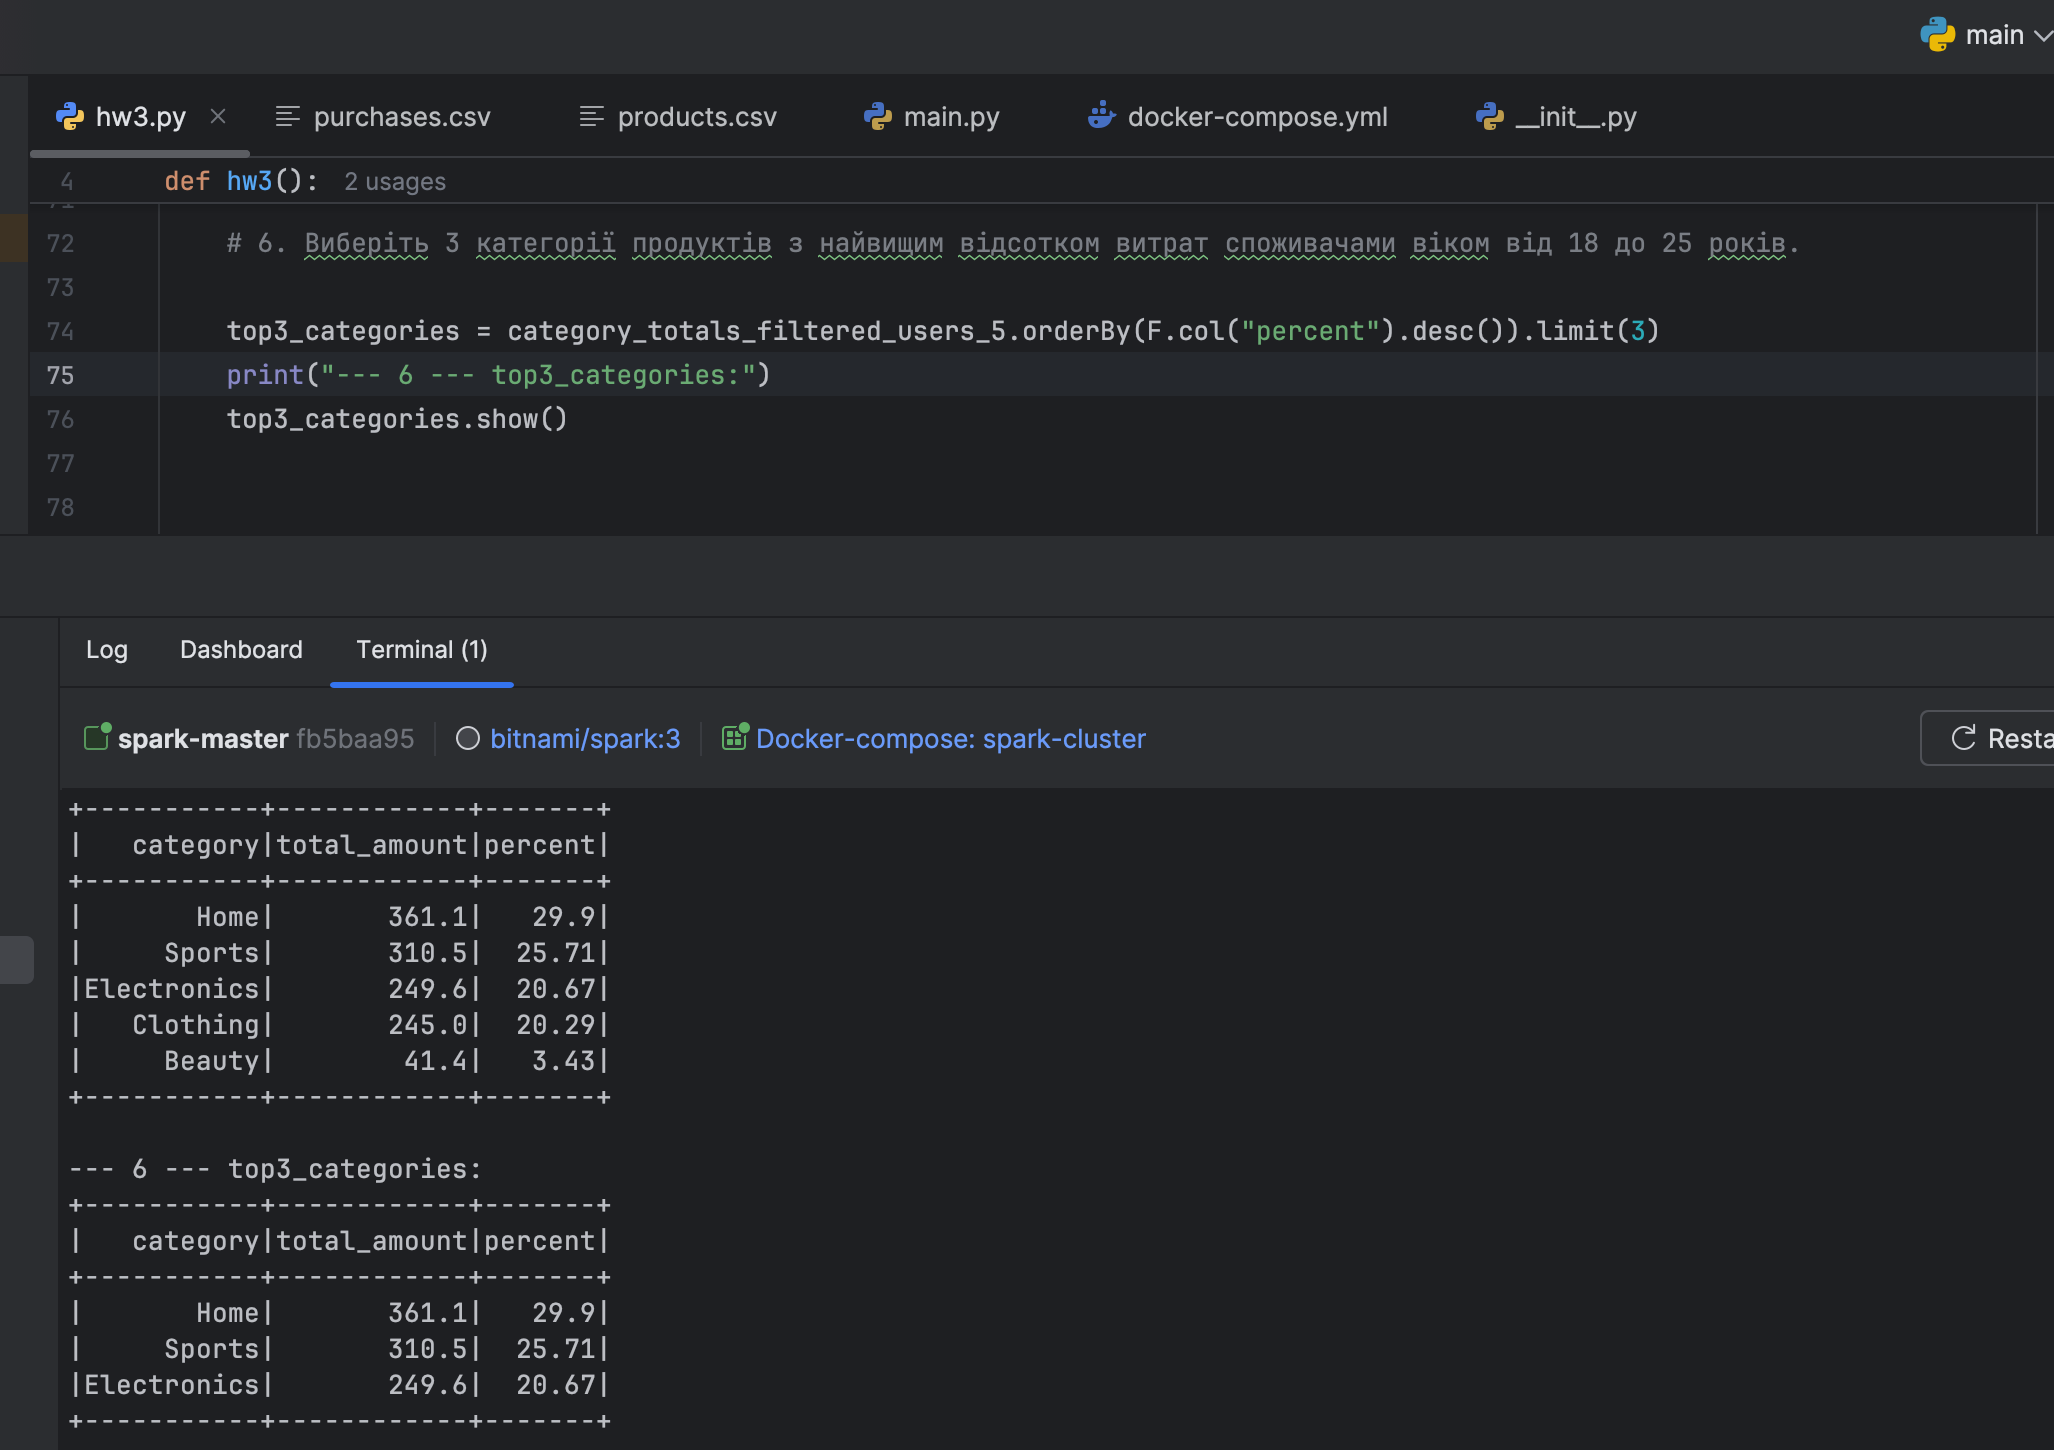 main
hw3.py
purchases.csv
products.csv
main.py
docker-compose.yml
__init__.py
4 def hw3(): 2 usages
72 # 6. Виберіть 3 категорії продуктів з найвищим відсотком витрат споживачами віком від 18 до 25 років.
73
74 top3_categories = category_totals_filtered_users_5.orderBy(F.col("percent").desc()).limit(3)
75 print("--- 6 --- top3_categories:")
76 top3_categories.show()
77
78
Log Dashboard Terminal (1)
spark-master fb5baa95 bitnami/spark:3 Docker-compose: spark-cluster
+-----------+------------+-------+
|   category|total_amount|percent|
+-----------+------------+-------+
|       Home|       361.1|   29.9|
|     Sports|       310.5|  25.71|
|Electronics|       249.6|  20.67|
|   Clothing|       245.0|  20.29|
|     Beauty|        41.4|   3.43|
+-----------+------------+-------+
--- 6 --- top3_categories:
+-----------+------------+-------+
|   category|total_amount|percent|
+-----------+------------+-------+
|       Home|       361.1|   29.9|
|     Sports|       310.5|  25.71|
|Electronics|       249.6|  20.67|
+-----------+------------+-------+